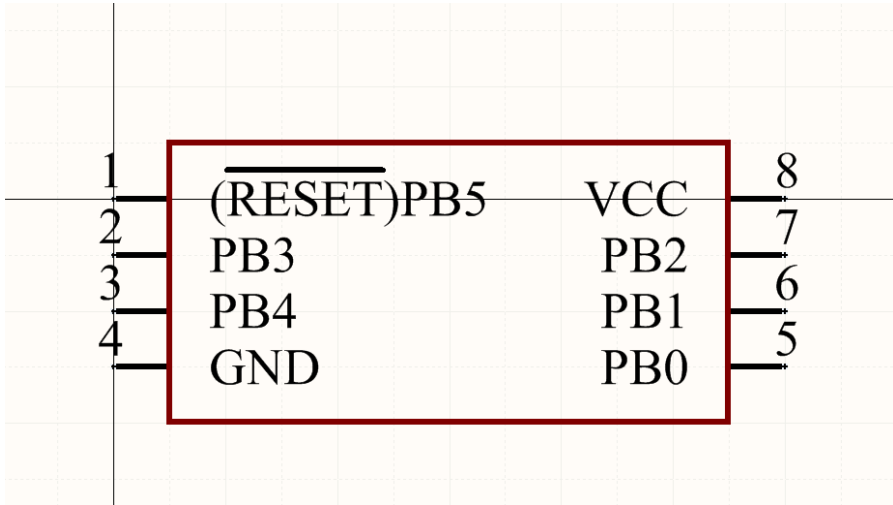 1 (RESET)PB5 VCC 8
2 PB3 PB2 7
3 PB4 PB1 6
4 GND PB0 5